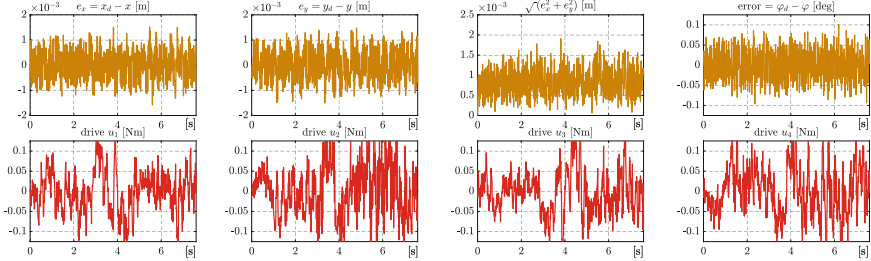 ×10⁻³ e_x = x_d − x [m]
2
1
0
-1
-2
0 2 4 6 [s]
×10⁻³ e_y = y_d − y [m]
2
1
0
-1
-2
0 2 4 6 [s]
×10⁻³ √(e_x² + e_y²) [m]
2.5
2
1.5
1
0.5
0
0 2 4 6 [s]
error = φ_d − φ [deg]
0.1
0.05
0
-0.05
-0.1
0 2 4 6 [s]
drive u₁ [Nm]
0.1
0.05
0
-0.05
-0.1
0 2 4 6 [s]
drive u₂ [Nm]
0.1
0.05
0
-0.05
-0.1
0 2 4 6 [s]
drive u₃ [Nm]
0.1
0.05
0
-0.05
-0.1
0 2 4 6 [s]
drive u₄ [Nm]
0.1
0.05
0
-0.05
-0.1
0 2 4 6 [s]